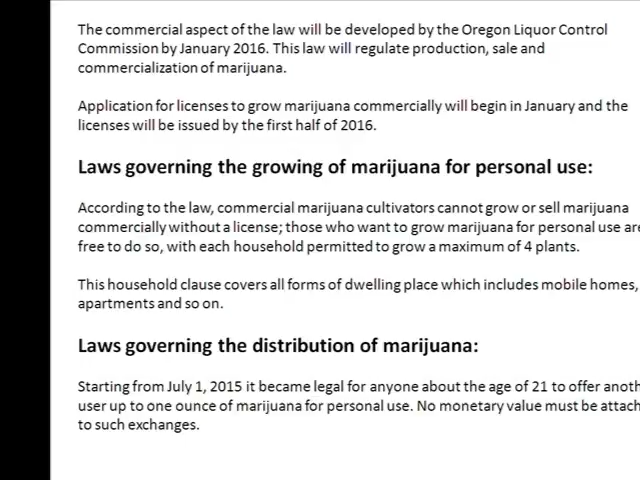 The commercial aspect of the law will be developed by the Oregon Liquor Control
Commission by January 2016. This law will regulate production, sale and
commercialization of marijuana.
Application for licenses to grow marijuana commercially will begin in January and the
licenses will be issued by the first half of 2016.
Laws governing the growing of marijuana for personal use:
According to the law, commercial marijuana cultivators cannot grow or sell marijuana
commercially without a license; those who want to grow marijuana for personal use are
free to do so, with each household permitted to grow a maximum of 4 plants.
This household clause covers all forms of dwelling place which includes mobile homes,
apartments and so on.
Laws governing the distribution of marijuana:
Starting from July 1, 2015 it became legal for anyone about the age of 21 to offer anoth
user up to one ounce of marijuana for personal use. No monetary value must be attach
to such exchanges.